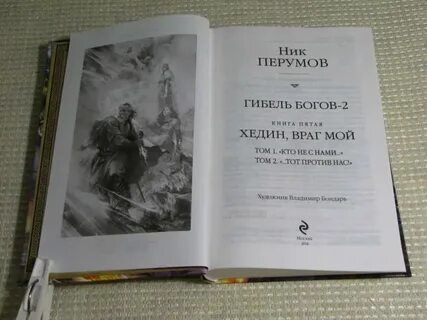 Ник
ПЕРУМОВ
ГИБЕЛЬ БОГОВ-2
КНИГА ПЯТАЯ
ХЕДИН, ВРАГ МОЙ
ТОМ 1. «КТО НЕ С НАМИ...»
ТОМ 2. «...ТОТ ПРОТИВ НАС!»
Художник Владимир Бондарь
Москва